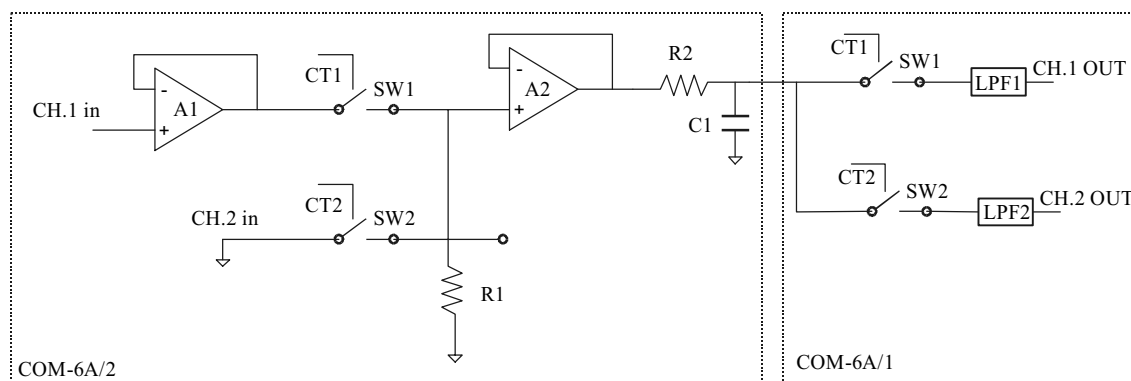 CT1
SW1
-
A1
+
CH.1 in
-
A2
+
R2
C1
CT1
SW1
LPF1
CH.1 OUT
CH.2 in
CT2
SW2
R1
CT2
SW2
LPF2
CH.2 OUT
COM-6A/2
COM-6A/1